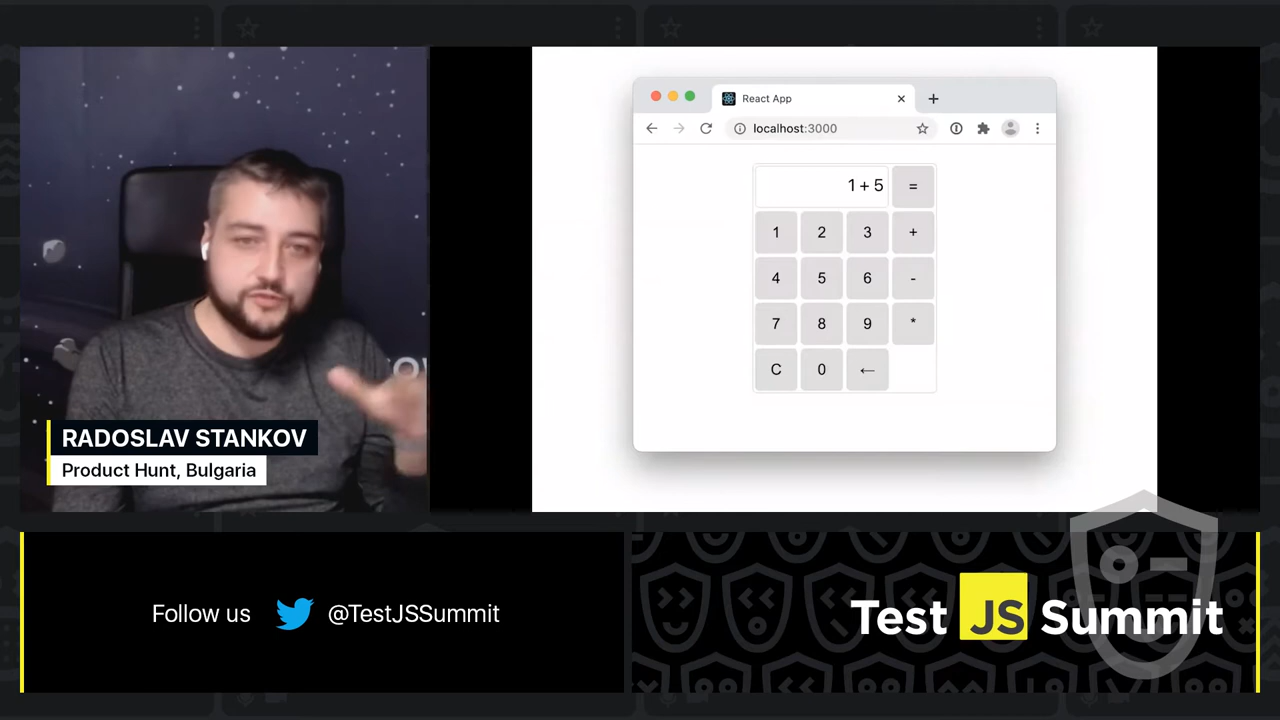 React App
localhost:3000
1 + 5 =
1 2 3 +
4 5 6 -
7 8 9 *
C 0 ←
RADOSLAV STANKOV
Product Hunt, Bulgaria
Follow us @TestJSSummit
Test JS Summit